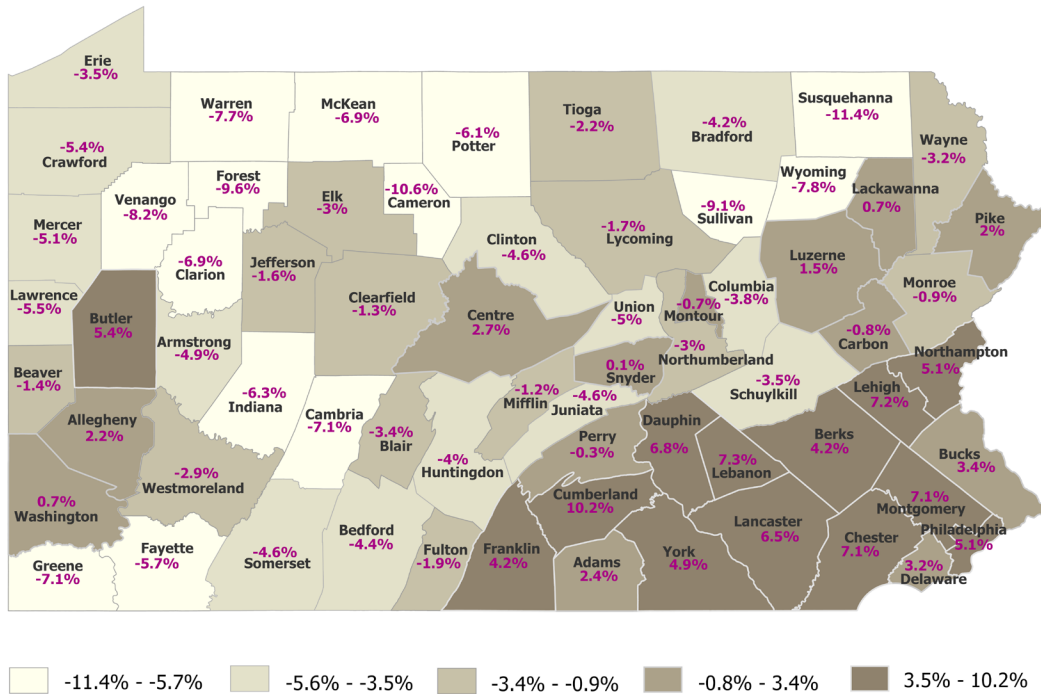 Erie
-3.5%
Warren
-7.7%
McKean
-6.9%
-6.1%
Potter
Tioga
-2.2%
-4.2%
Bradford
Susquehanna
-11.4%
Wayne
-3.2%
-5.4%
Crawford
Venango
-8.2%
Forest
-9.6%
Elk
-3%
-10.6%
Cameron
-9.1%
Sullivan
Wyoming
-7.8%
Lackawanna
0.7%
Pike
2%
Mercer
-5.1%
-6.9%
Clarion
Jefferson
-1.6%
Clinton
-4.6%
-1.7%
Lycoming
Luzerne
1.5%
Monroe
-0.9%
Lawrence
-5.5%
Butler
5.4%
Armstrong
-4.9%
Clearfield
-1.3%
Centre
2.7%
Union
-5%
-0.7%
Montour
Columbia
-3.8%
-0.8%
Carbon
Beaver
-1.4%
-6.3%
Indiana
Cambria
-7.1%
-3.4%
Blair
-1.2%
Mifflin
-4.6%
Juniata
0.1%
Snyder
-3%
Northumberland
-3.5%
Schuylkill
Northampton
5.1%
Lehigh
7.2%
Allegheny
2.2%
-2.9%
Westmoreland
-4%
Huntingdon
Perry
-0.3%
Dauphin
6.8%
7.3%
Lebanon
Berks
4.2%
Bucks
3.4%
0.7%
Washington
Cumberland
10.2%
7.1%
Montgomery
Greene
-7.1%
Fayette
-5.7%
-4.6%
Somerset
Bedford
-4.4%
Fulton
-1.9%
Franklin
4.2%
Adams
2.4%
York
4.9%
Lancaster
6.5%
Chester
7.1%
Philadelphia
5.1%
3.2%
Delaware
-11.4% - -5.7%
-5.6% - -3.5%
-3.4% - -0.9%
-0.8% - 3.4%
3.5% - 10.2%